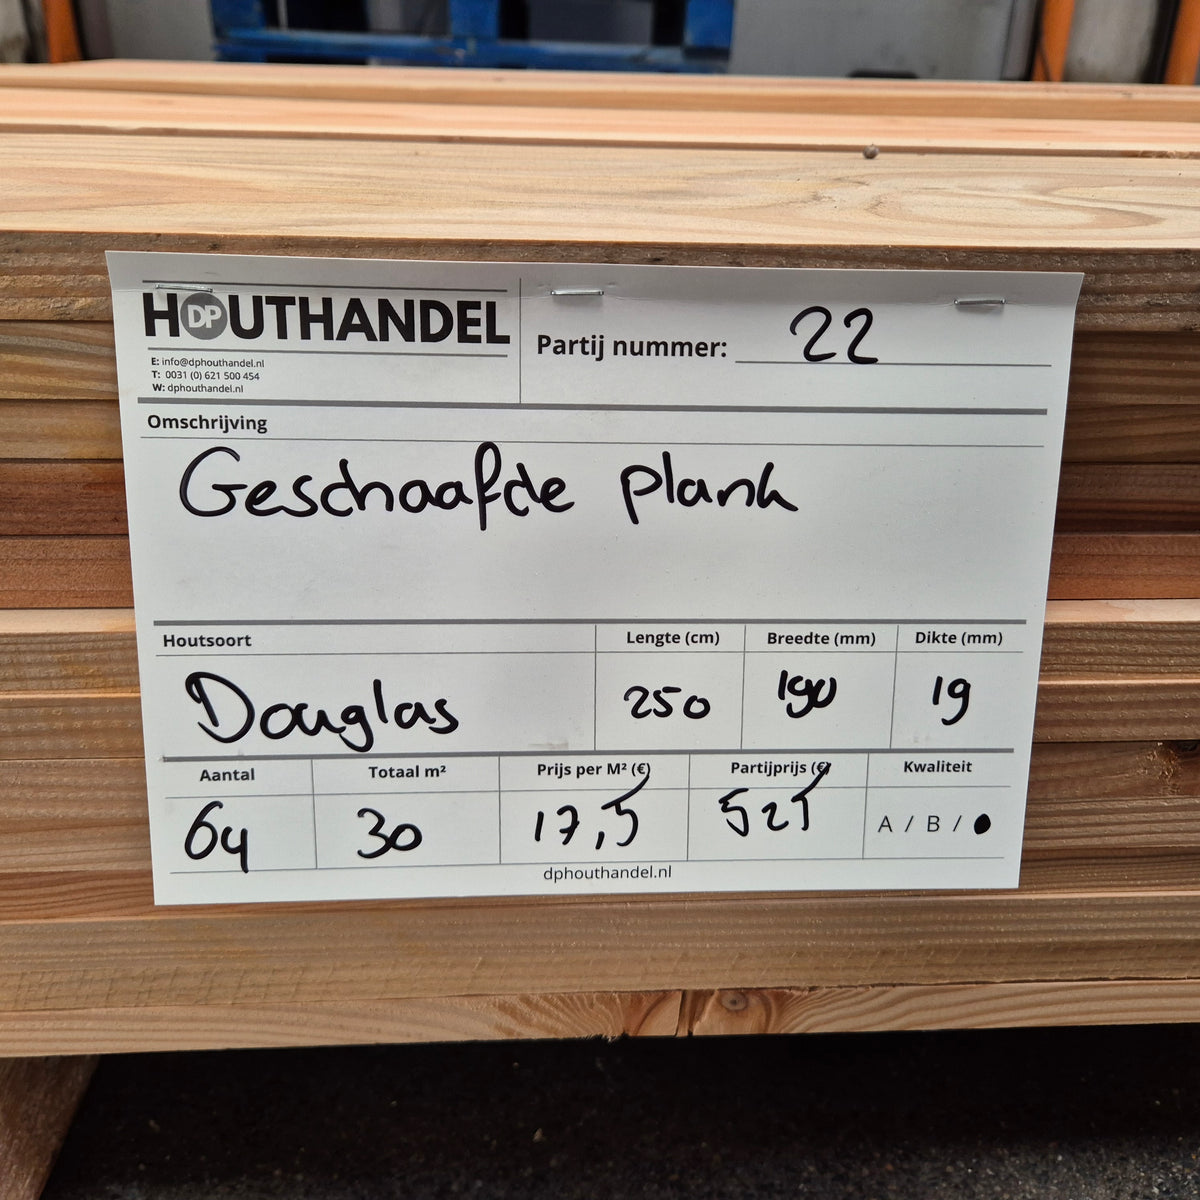 HOUTHANDEL
DP
E: info@dphouthandel.nl
T: 0031 (0) 621 500 454
W: dphouthandel.nl
Partij nummer: 22
Omschrijving
Geschaafde plank
Houtsoort Lengte (cm) Breedte (mm) Dikte (mm)
Douglas 250 190 19
Aantal Totaal m² Prijs per M² (€) Partijprijs (€) Kwaliteit
64 30 17,5 525 A / B /
dphouthandel.nl